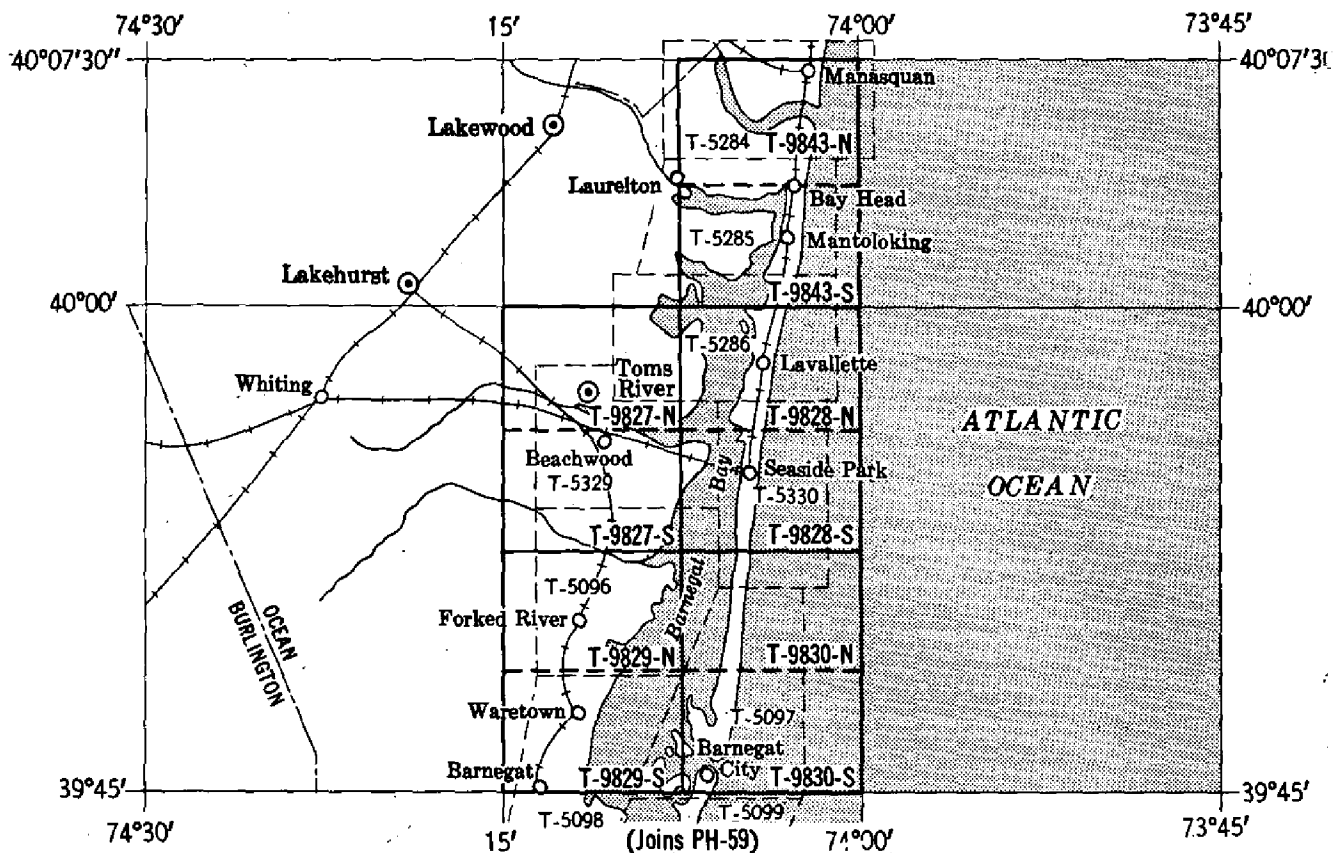 74°30′
15′
74°00′
73°45′
40°07′30″
40°07′30
Manasquan
Lakewood
T-5284
T-9843-N
Laurelton
Bay Head
T-5285
Mantoloking
Lakehurst
T-9843-S
40°00′
40°00′
T-5286
Lavallette
Toms
River
Whiting
T-9827-N
T-9828-N
ATLANTIC
OCEAN
Beachwood
Bay
Seaside Park
T-5329
T-5330
T-9827-S
T-9828-S
T-5096
Barnegat
Forked River
OCEAN
BURLINGTON
T-9829-N
T-9830-N
Waretown
T-5097
Barnegat
City
Barnegat
T-9829-S
T-9830-S
39°45′
39°45′
T-5098
T-5099
74°30′
15′
(Joins PH-59)
74°00′
73°45′